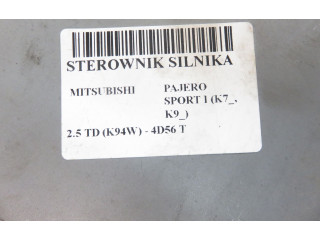 STEROWNIK SILNIKA
MITSUBISHI PAJERO
SPORT I (K7_,
K9_)
2.5 TD (K94W) - 4D56 T